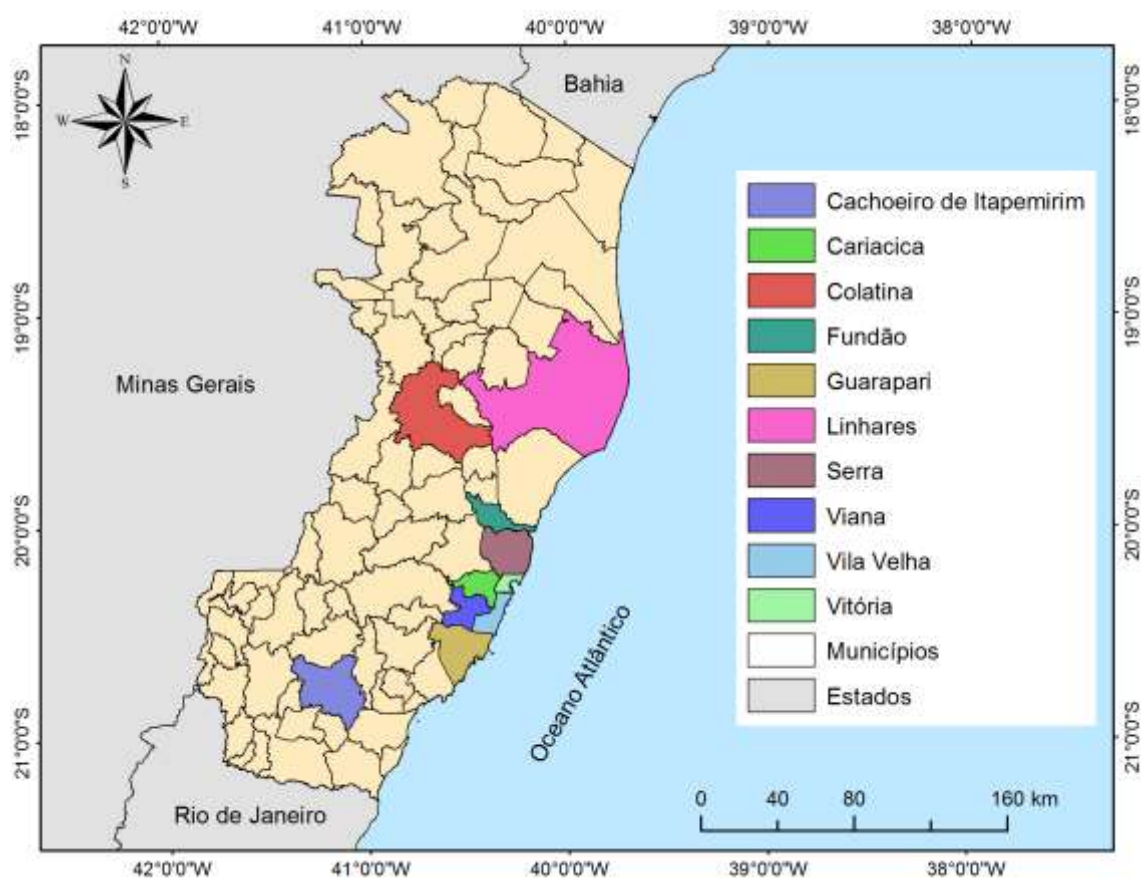 42°0'0"W 41°0'0"W 40°0'0"W 39°0'0"W 38°0'0"W
N
W E
S
Bahia
18°0'0"S 18°0'0"S
Cachoeiro de Itapemirim
Cariacica
Colatina
19°0'0"S 19°0'0"S
Fundão
Minas Gerais
Guarapari
Linhares
Serra
Viana
20°0'0"S 20°0'0"S
Vila Velha
Vitória
Municípios
Estados
Oceano Atlântico
21°0'0"S 21°0'0"S
Rio de Janeiro
0 40 80 160 km
42°0'0"W 41°0'0"W 40°0'0"W 39°0'0"W 38°0'0"W